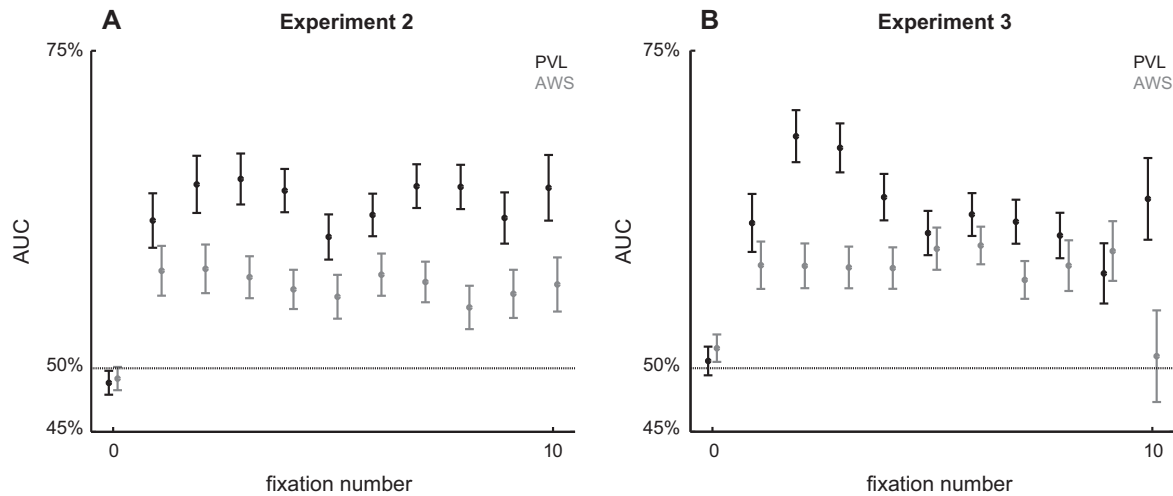 A
Experiment 2
75%
PVL
AWS
AUC
50%
45%
0
10
fixation number
B
Experiment 3
75%
PVL
AWS
AUC
50%
45%
0
10
fixation number